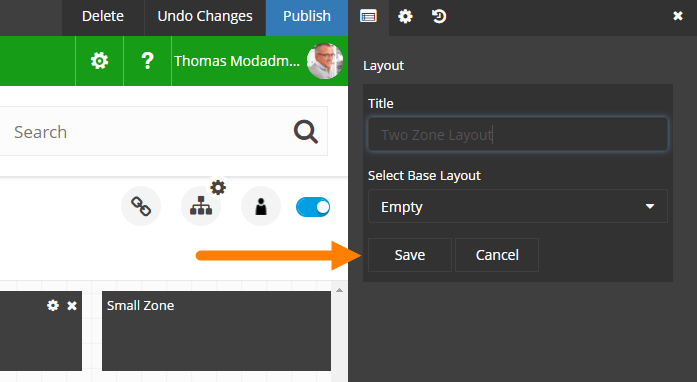 Delete
Undo Changes
Publish
?
Thomas Modadm...
Search
Small Zone
Layout
Title
Two Zone Layout
Select Base Layout
Empty
Save
Cancel